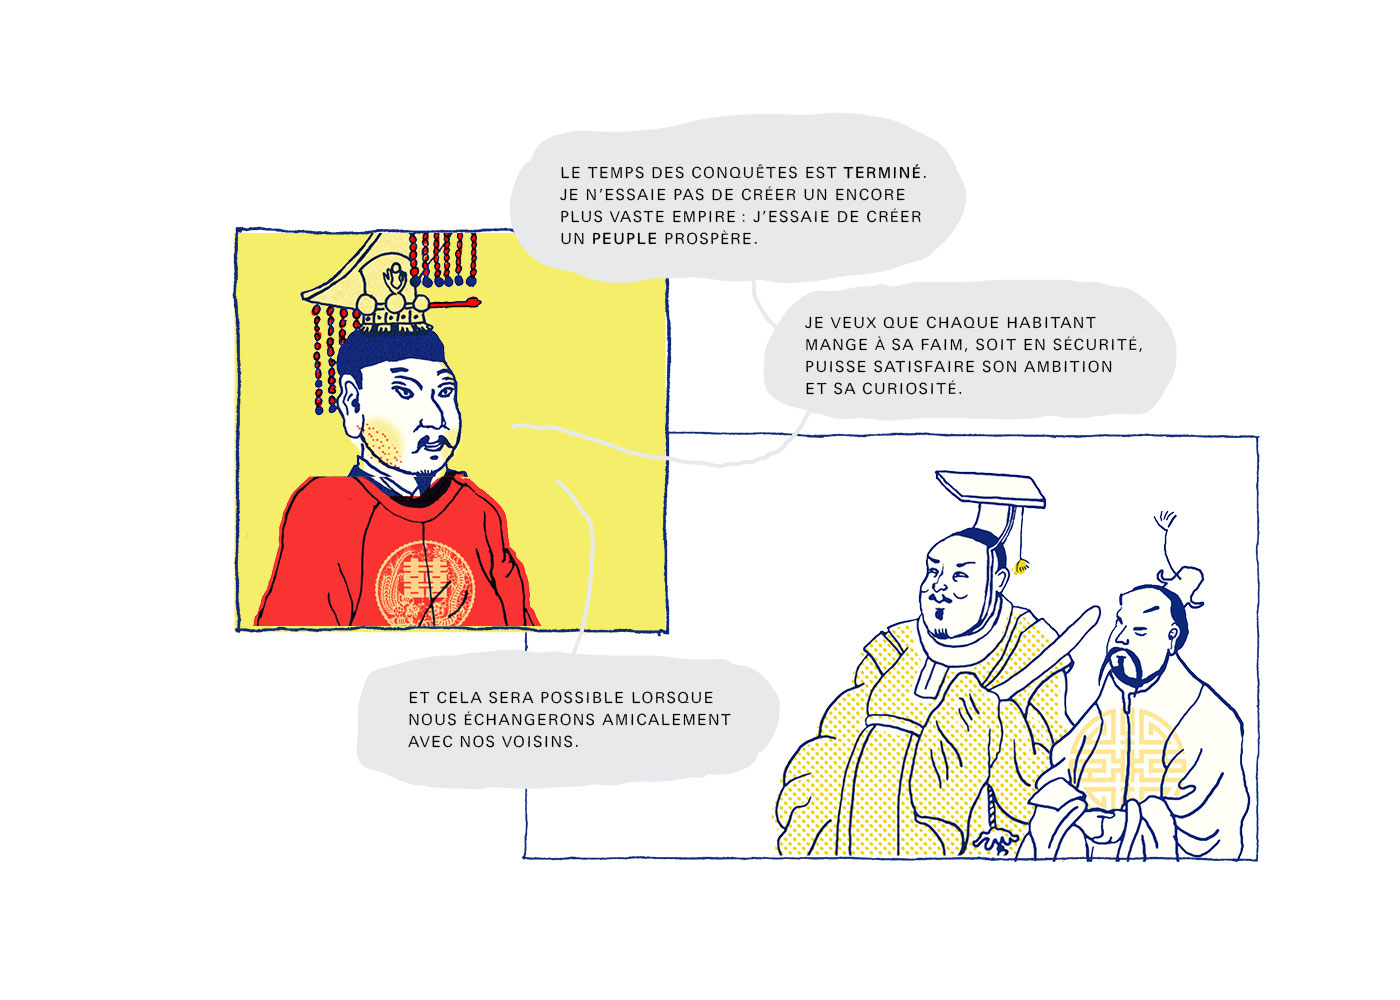 LE TEMPS DES CONQUÊTES EST TERMINÉ.
JE N'ESSAIE PAS DE CRÉER UN ENCORE
PLUS VASTE EMPIRE : J'ESSAIE DE CRÉER
UN PEUPLE PROSPÈRE.
JE VEUX QUE CHAQUE HABITANT
MANGE À SA FAIM, SOIT EN SÉCURITÉ,
PUISSE SATISFAIRE SON AMBITION
ET SA CURIOSITÉ.
ET CELA SERA POSSIBLE LORSQUE
NOUS ÉCHANGERONS AMICALEMENT
AVEC NOS VOISINS.
囍